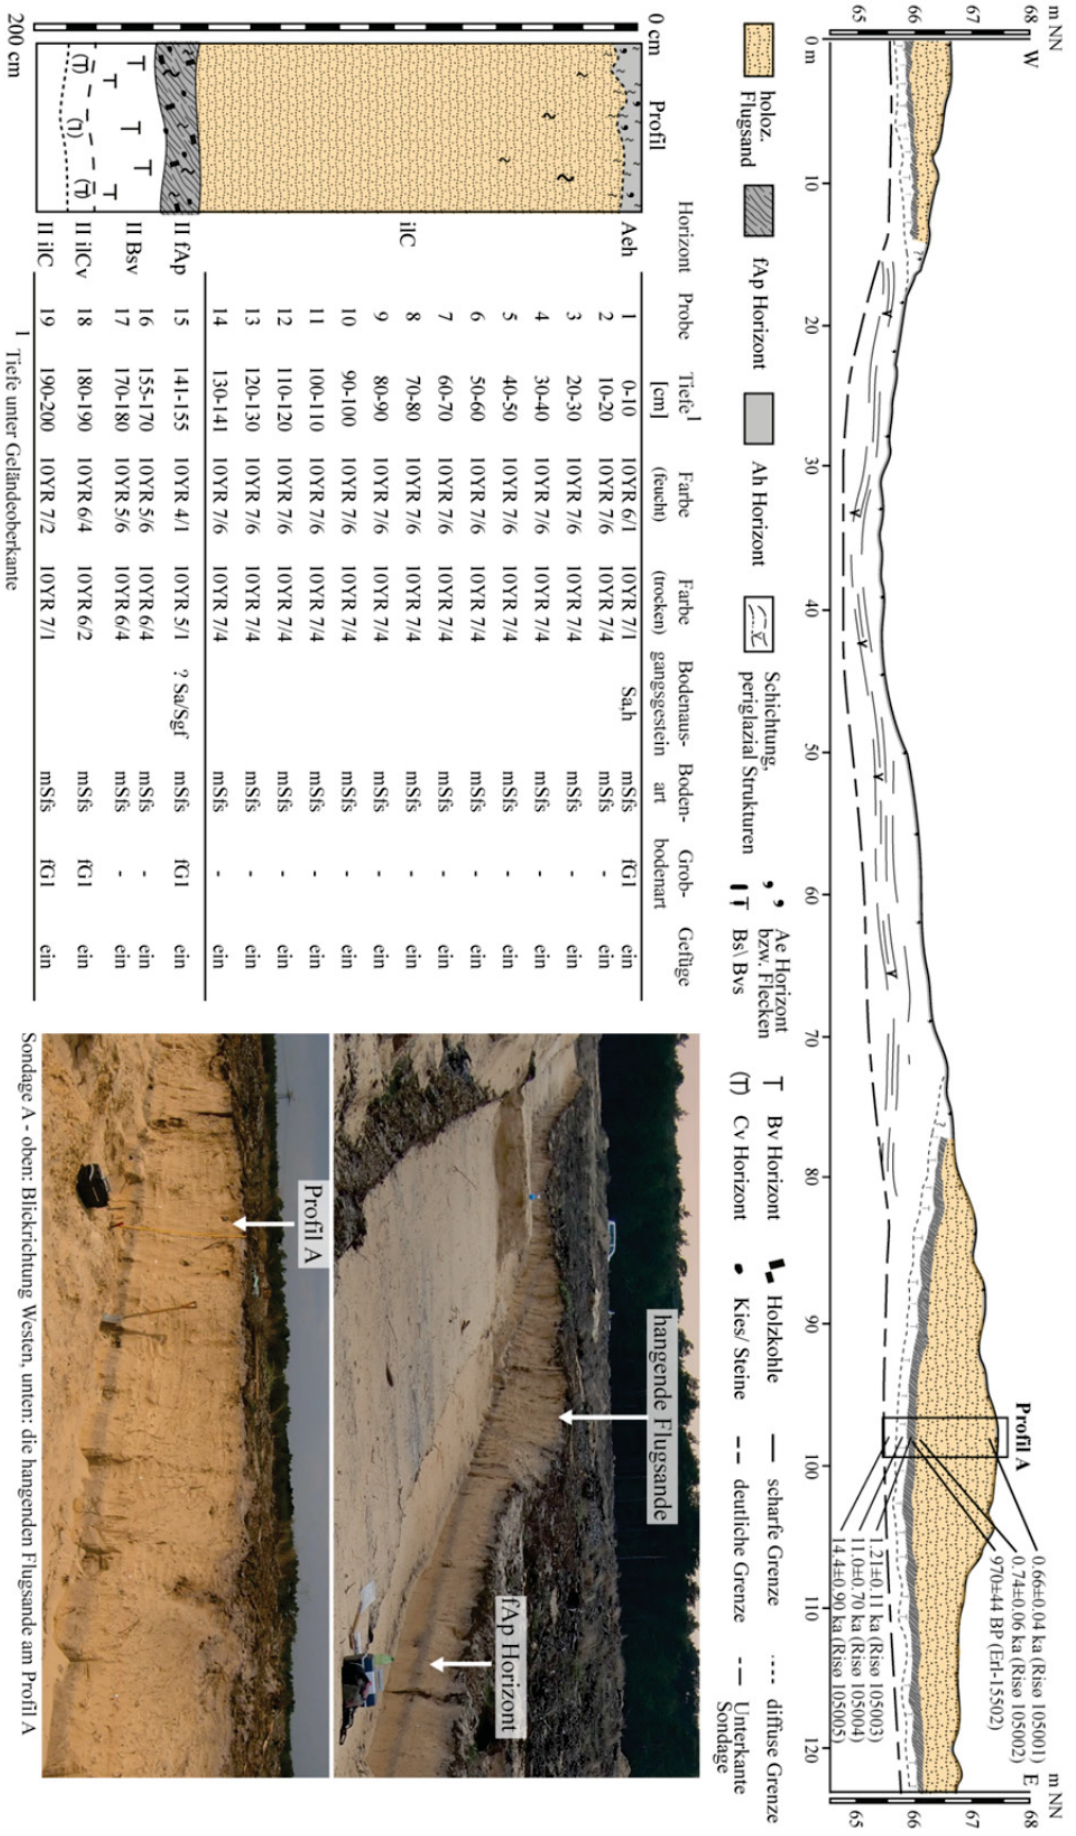 m NN
68
67
66
65
W
0 m
10
20
30
40
50
60
70
80
90
100
110
120
Profil A
0.66±0.04 ka (Risø 105001)
0.74±0.06 ka (Risø 105002)
970±44 BP (Erl-15502)
1.21±0.11 ka (Risø 105003)
11.0±0.70 ka (Risø 105004)
14.4±0.90 ka (Risø 105005)
E
m NN
68
67
66
65
holoz. Flugsand
fAp Horizont
Ah Horizont
Schichtung, periglazial Strukturen
Ae Horizont bzw. Flecken
Bs\ Bvs
Bv Horizont
Cv Horizont
Holzkohle
Kies/ Steine
scharfe Grenze
deutliche Grenze
diffuse Grenze
Unterkante Sondage
0 cm
200 cm
Profil
Horizont Probe Tiefe¹ [cm] Farbe (feucht) Farbe (trocken) Bodenaus-gangsgestein Boden-art Grob-bodenart Gefüge
Aeh 1 0-10 10YR 6/1 10YR 7/1 Sa,h mSfs fG1 ein
2 10-20 10YR 7/6 10YR 7/4 mSfs - ein
3 20-30 10YR 7/6 10YR 7/4 mSfs - ein
4 30-40 10YR 7/6 10YR 7/4 mSfs - ein
5 40-50 10YR 7/6 10YR 7/4 mSfs - ein
6 50-60 10YR 7/6 10YR 7/4 mSfs - ein
7 60-70 10YR 7/6 10YR 7/4 mSfs - ein
ilC 8 70-80 10YR 7/6 10YR 7/4 mSfs - ein
9 80-90 10YR 7/6 10YR 7/4 mSfs - ein
10 90-100 10YR 7/6 10YR 7/4 mSfs - ein
11 100-110 10YR 7/6 10YR 7/4 mSfs - ein
12 110-120 10YR 7/6 10YR 7/4 mSfs - ein
13 120-130 10YR 7/6 10YR 7/4 mSfs - ein
14 130-141 10YR 7/6 10YR 7/4 mSfs - ein
II fAp 15 141-155 10YR 4/1 10YR 5/1 ? Sa/Sgf mSfs fG1 ein
II Bsv 16 155-170 10YR 5/6 10YR 6/4 mSfs - ein
17 170-180 10YR 5/6 10YR 6/4 mSfs - ein
II ilCv 18 180-190 10YR 6/4 10YR 6/2 mSfs fG1 ein
II ilC 19 190-200 10YR 7/2 10YR 7/1 mSfs fG1 ein
¹ Tiefe unter Geländeoberkante
hangende Flugsande
fAp Horizont
Profil A
Sondage A - oben: Blickrichtung Westen, unten: die hangenden Flugsande am Profil A